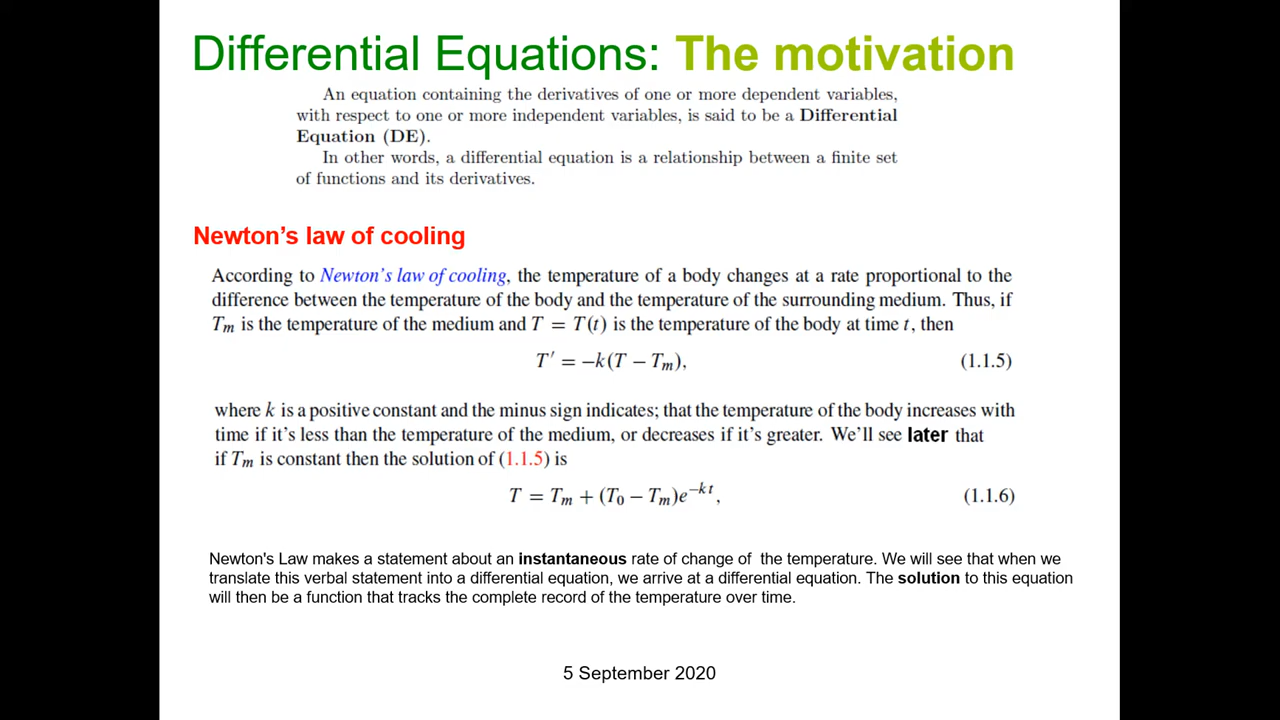 Differential Equations: The motivation
An equation containing the derivatives of one or more dependent variables,
with respect to one or more independent variables, is said to be a Differential
Equation (DE).
In other words, a differential equation is a relationship between a finite set
of functions and its derivatives.
Newton's law of cooling
According to Newton's law of cooling, the temperature of a body changes at a rate proportional to the
difference between the temperature of the body and the temperature of the surrounding medium. Thus, if
Tₘ is the temperature of the medium and T = T(t) is the temperature of the body at time t, then
T′ = −k(T − Tₘ), (1.1.5)
where k is a positive constant and the minus sign indicates; that the temperature of the body increases with
time if it's less than the temperature of the medium, or decreases if it's greater. We'll see later that
if Tₘ is constant then the solution of (1.1.5) is
T = Tₘ + (T₀ − Tₘ)e⁻ᵏᵗ, (1.1.6)
Newton's Law makes a statement about an instantaneous rate of change of the temperature. We will see that when we
translate this verbal statement into a differential equation, we arrive at a differential equation. The solution to this equation
will then be a function that tracks the complete record of the temperature over time.
5 September 2020